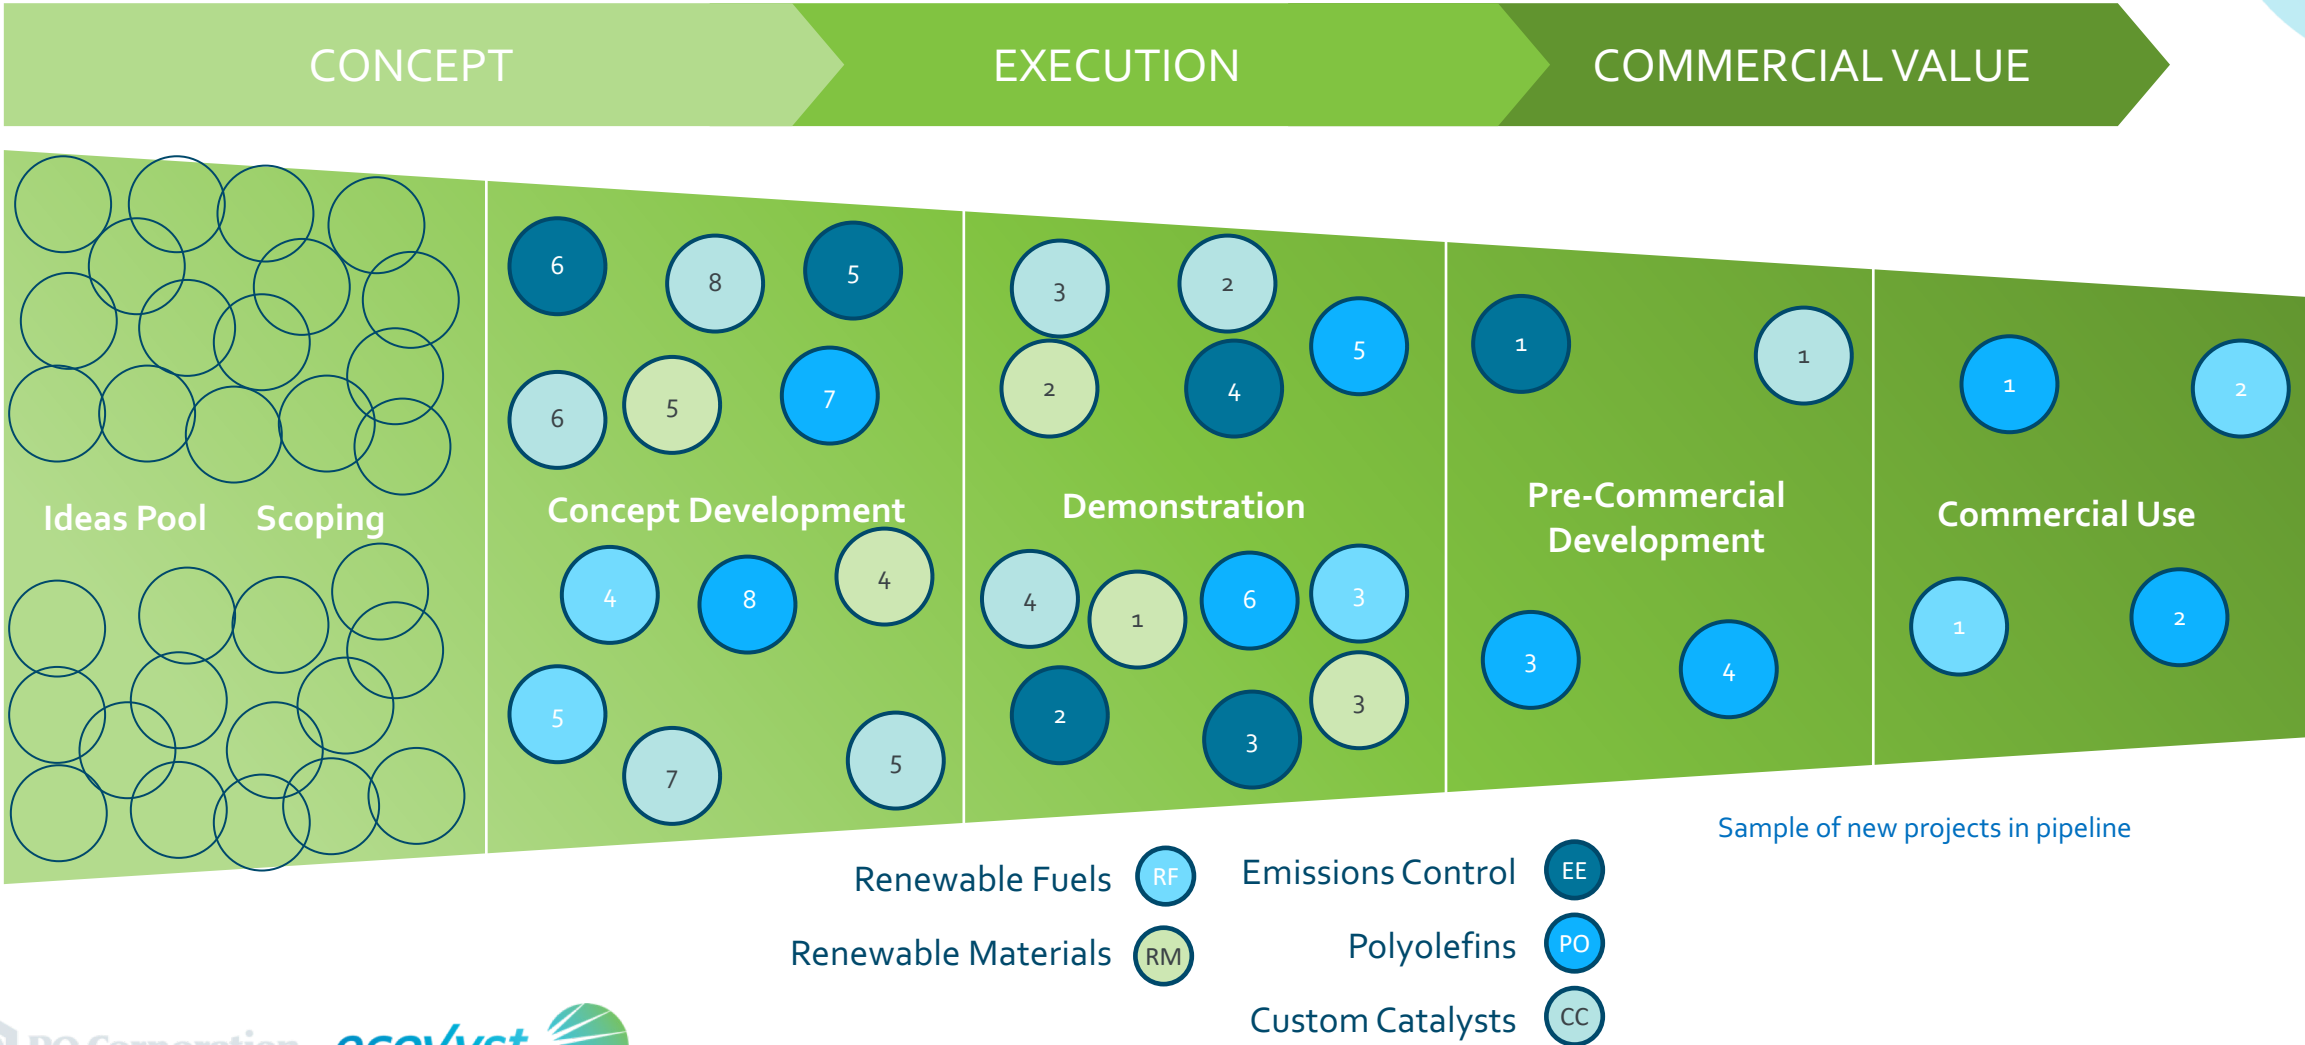 CONCEPT
EXECUTION
COMMERCIAL VALUE
6
8
5
6
5
7
Concept Development
4
8
4
5
7
5
3
2
5
2
4
Demonstration
4
1
6
3
2
3
3
1
1
Pre-Commercial
Development
3
4
1
2
Commercial Use
1
2
Ideas Pool
Scoping
Sample of new projects in pipeline
Renewable Fuels
RF
Emissions Control
EE
Renewable Materials
RM
Polyolefins
PO
Custom Catalysts
CC
PQ Corporation
ecovyst